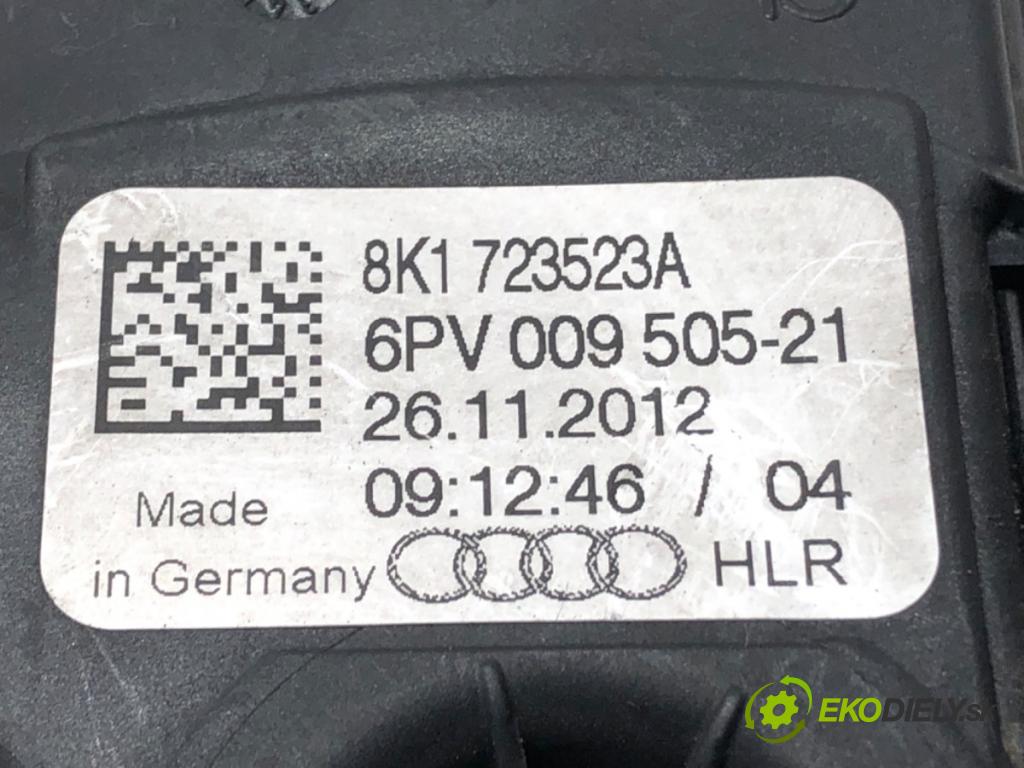 8K1 723523A
6PV 009 505-21
26.11.2012
09:12:46 / 04
Made
in Germany
HLR
EKODIELY.sk